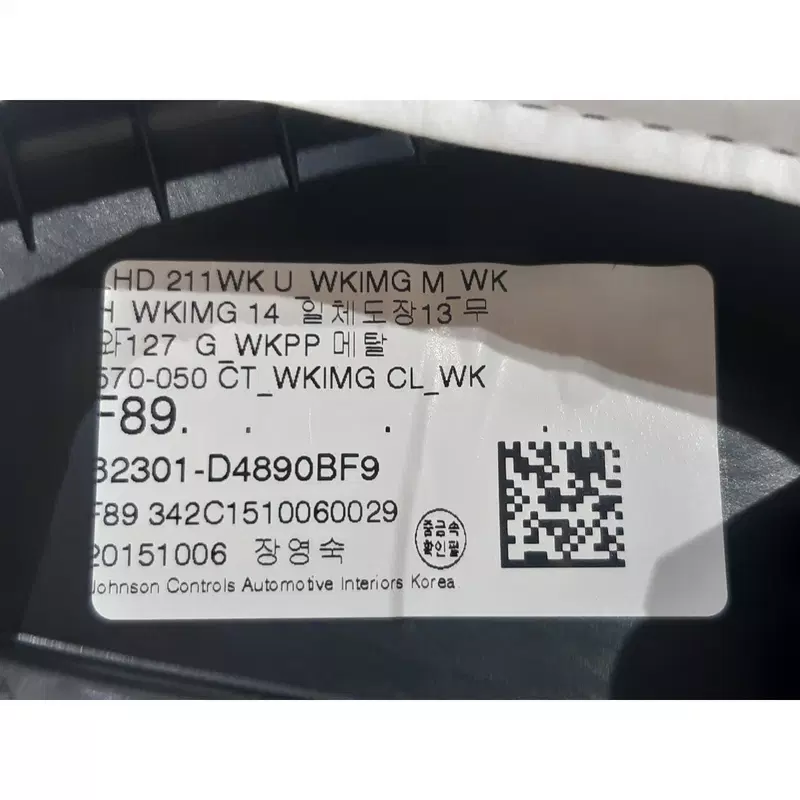 LHD 211WK U_WKIMG M_WK
H_WKIMG 14 일체도장13 무
와127 G_WKPP 메탈
670-050 CT_WKIMG CL_WK
F89. . . .
82301-D4890BF9
F89 342C1510060029
중금속
확인필
20151006 장영숙
Johnson Controls Automotive Interiors Korea